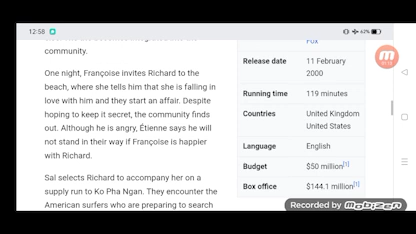 12:58
62%
community.
One night, Françoise invites Richard to the
beach, where she tells him that she is falling in
love with him and they start an affair. Despite
hoping to keep it secret, the community finds
out. Although he is angry, Étienne says he will
not stand in their way if Françoise is happier
with Richard.
Sal selects Richard to accompany her on a
supply run to Ko Pha Ngan. They encounter the
American surfers who are preparing to search
Fox
Release date 11 February
2000
Running time 119 minutes
Countries United Kingdom
United States
Language English
Budget $50 million[1]
Box office $144.1 million[1]
Recorded by Mobizen